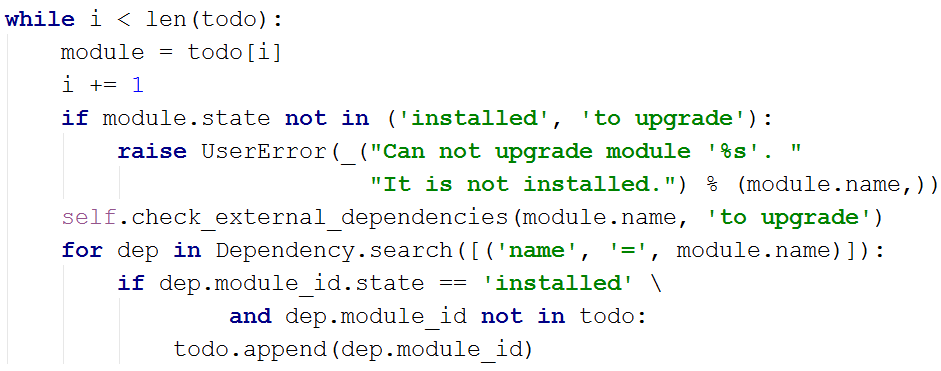 while i < len(todo):
    module = todo[i]
    i += 1
    if module.state not in ('installed', 'to upgrade'):
        raise UserError(_("Can not upgrade module '%s'. "
                          "It is not installed.") % (module.name,))
    self.check_external_dependencies(module.name, 'to upgrade')
    for dep in Dependency.search([('name', '=', module.name)]):
        if dep.module_id.state == 'installed' \
                and dep.module_id not in todo:
            todo.append(dep.module_id)